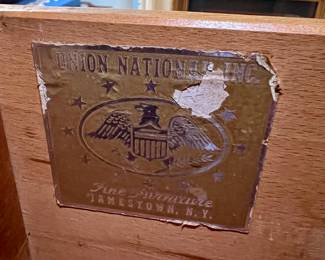 UNION NATIONAL INC
Fine Furniture
JAMESTOWN, N.Y.